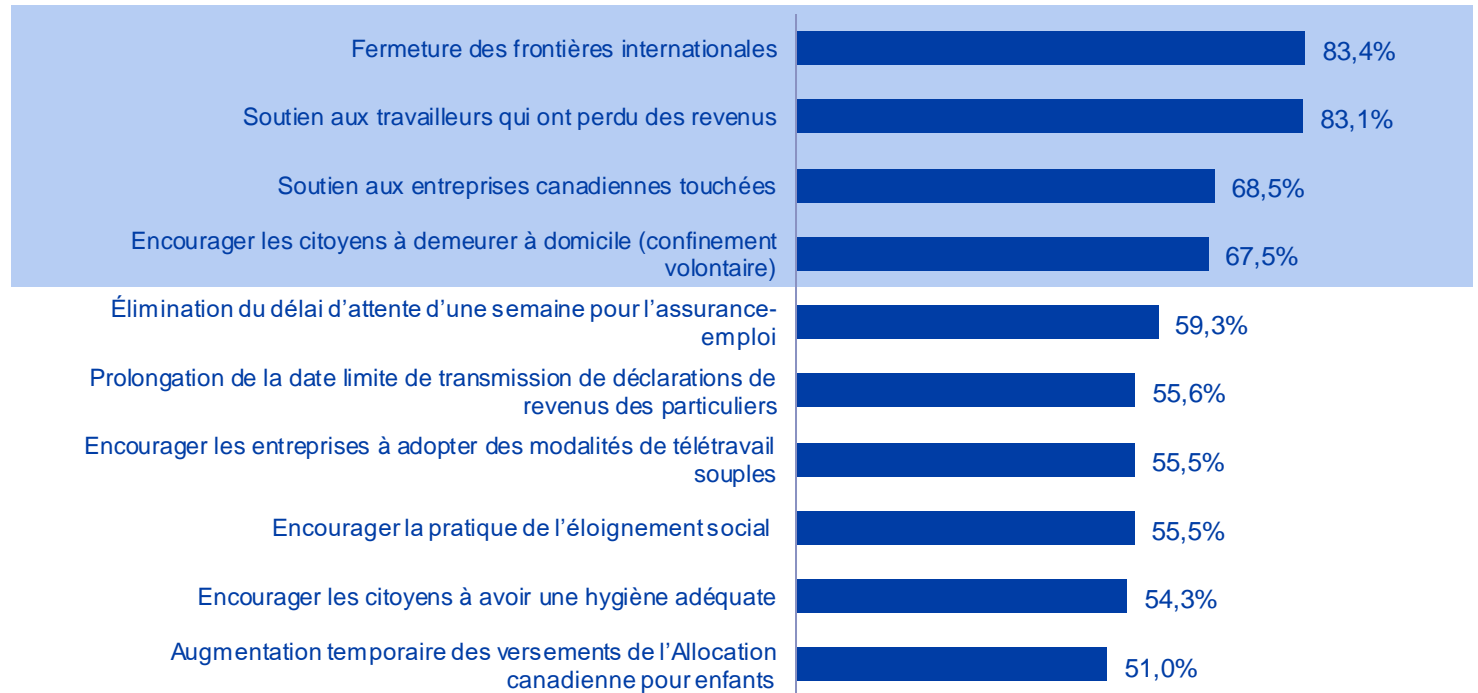 Fermeture des frontières internationales 83,4%
Soutien aux travailleurs qui ont perdu des revenus 83,1%
Soutien aux entreprises canadiennes touchées 68,5%
Encourager les citoyens à demeurer à domicile (confinement
volontaire) 67,5%
Élimination du délai d’attente d’une semaine pour l’assurance-
emploi 59,3%
Prolongation de la date limite de transmission de déclarations de
revenus des particuliers 55,6%
Encourager les entreprises à adopter des modalités de télétravail
souples 55,5%
Encourager la pratique de l’éloignement social 55,5%
Encourager les citoyens à avoir une hygiène adéquate 54,3%
Augmentation temporaire des versements de l’Allocation
canadienne pour enfants 51,0%